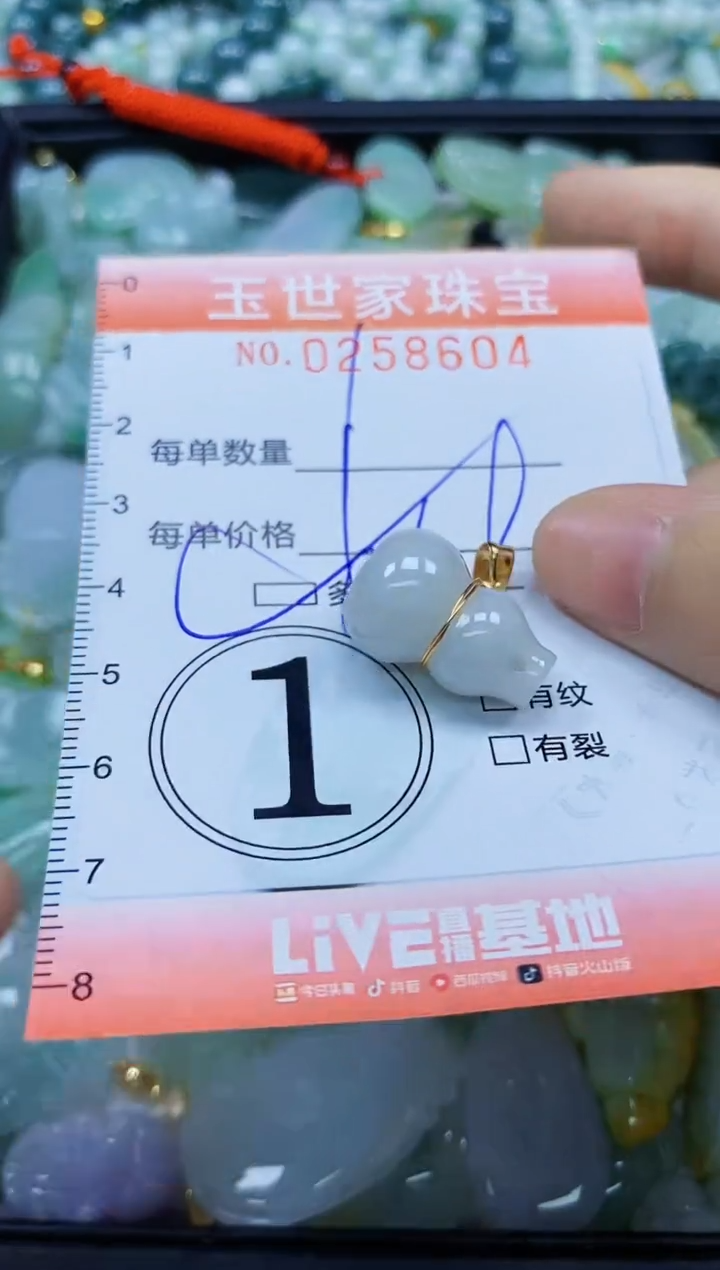 玉世家珠宝
NO.0258604
每单数量
每单价格
多
有纹
有裂
1
LiVE直播基地
今日头条 抖音 西瓜视频 抖音火山版
0
1
2
3
4
5
6
7
8